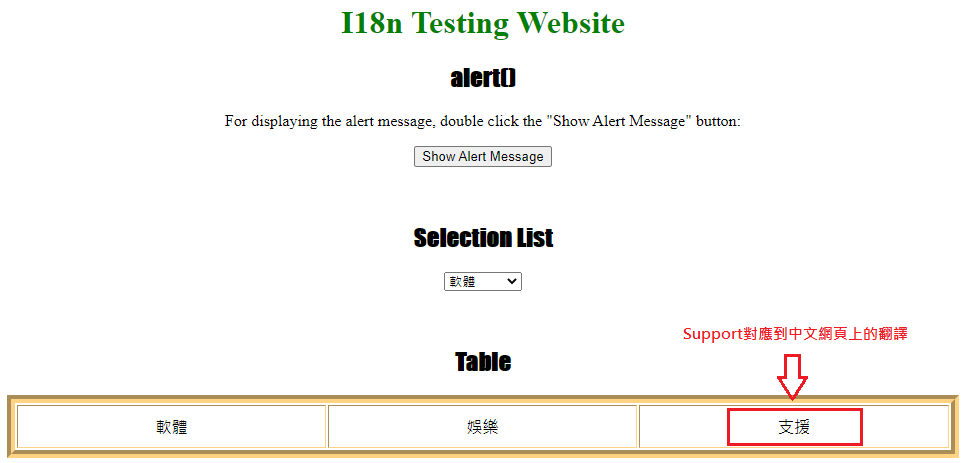 I18n Testing Website
alert()
For displaying the alert message, double click the "Show Alert Message" button:
Show Alert Message
Selection List
軟體
Support對應到中文網頁上的翻譯
Table
軟體 娛樂 支援